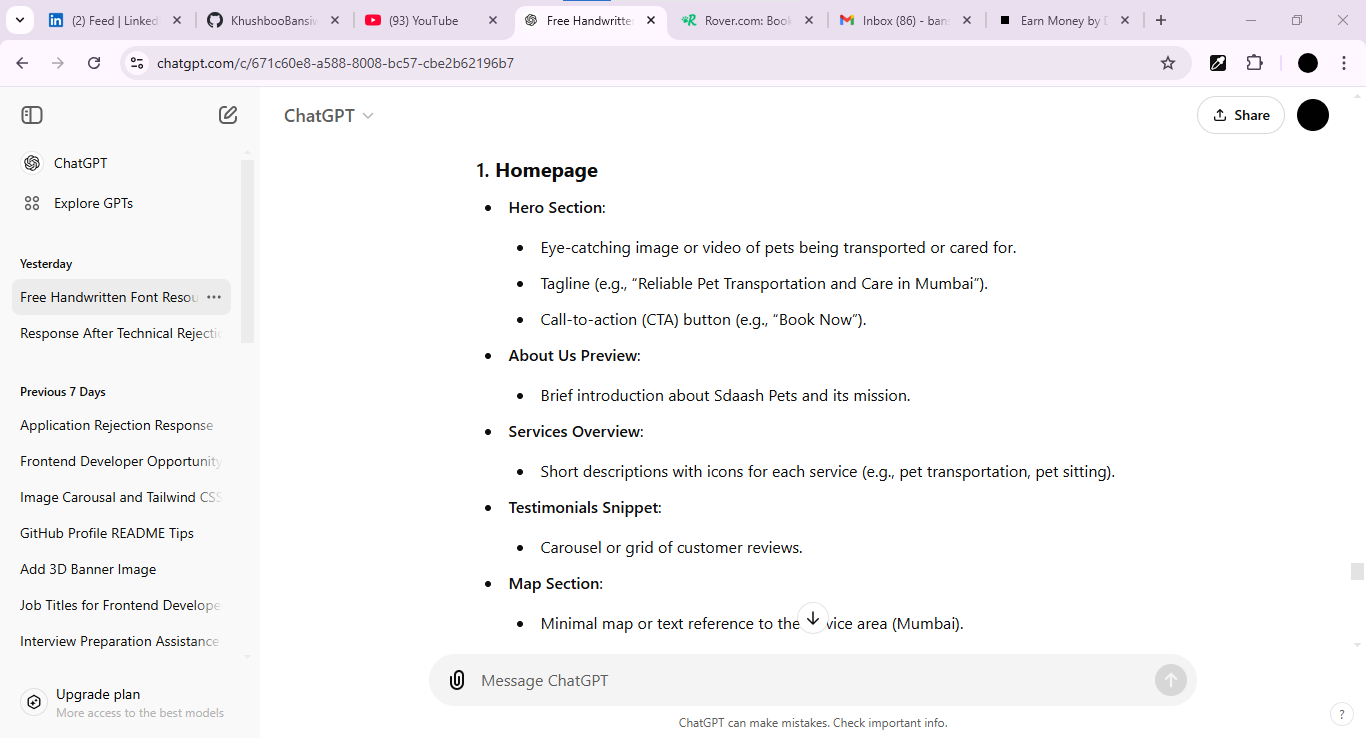 (2) Feed | Linked
KhushbooBansiw
(93) YouTube
Free Handwritte
Rover.com: Book
Inbox (86) - ban
Earn Money by D
chatgpt.com/c/671c60e8-a588-8008-bc57-cbe2b62196b7
ChatGPT
Share
ChatGPT
Explore GPTs
Yesterday
Free Handwritten Font Resou
Response After Technical Rejectic
Previous 7 Days
Application Rejection Response
Frontend Developer Opportunity
Image Carousal and Tailwind CSS
GitHub Profile README Tips
Add 3D Banner Image
Job Titles for Frontend Develope
Interview Preparation Assistance
Upgrade plan
More access to the best models
1. Homepage
• Hero Section:
• Eye-catching image or video of pets being transported or cared for.
• Tagline (e.g., “Reliable Pet Transportation and Care in Mumbai”).
• Call-to-action (CTA) button (e.g., “Book Now”).
• About Us Preview:
• Brief introduction about Sdaash Pets and its mission.
• Services Overview:
• Short descriptions with icons for each service (e.g., pet transportation, pet sitting).
• Testimonials Snippet:
• Carousel or grid of customer reviews.
• Map Section:
• Minimal map or text reference to the vice area (Mumbai).
Message ChatGPT
ChatGPT can make mistakes. Check important info.
?